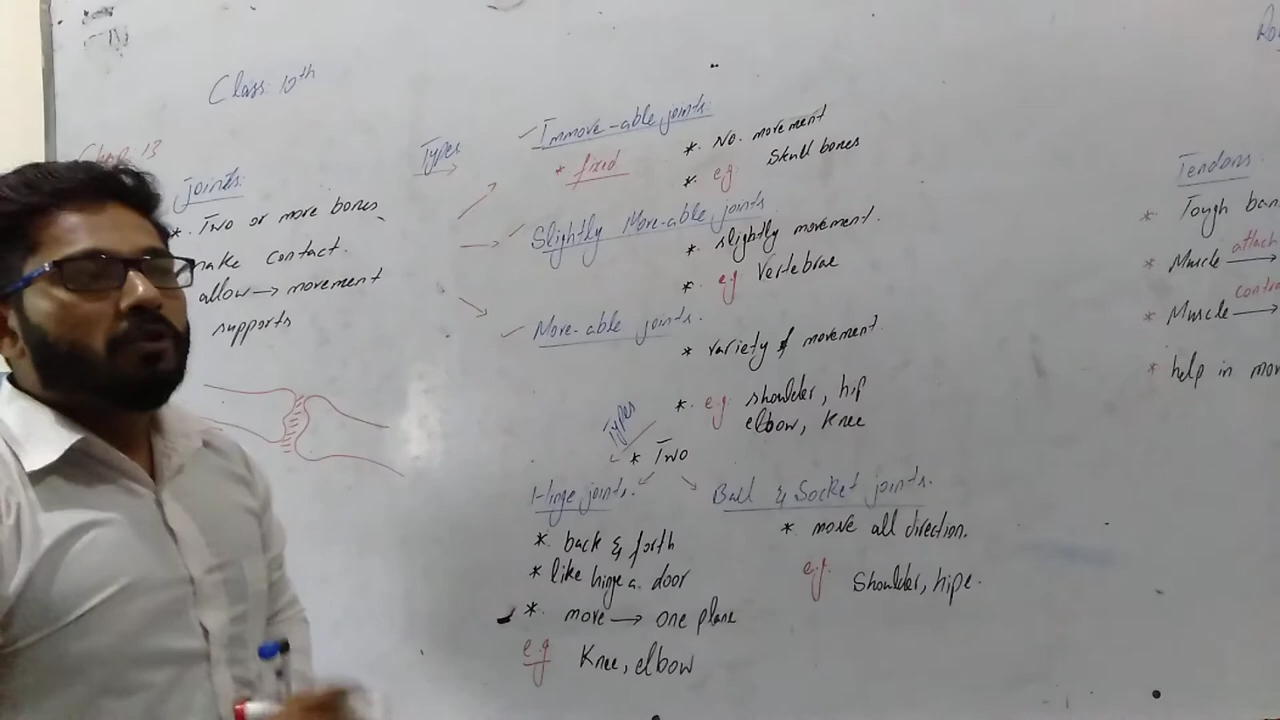 Class: 10th
Chap. 13
Joints:
* Two or more bones
make contact.
allow → movement
supports
Types
Immove-able joints:
* fixed
* No. movement
* e.g. Skull bones
Slightly Move-able joints
* slightly movement.
* e.g Vertebrae
Move-able joints.
* variety of movement.
* e.g. shoulder, hip
elbow, Knee
Types
* Two
Hinge joints.
* back & forth
* like hinge a door
* move → one plane
e.g Knee, elbow
Ball & Socket joints.
* move all direction.
e.g. Shoulder, hipe.
Tendons:
* Tough
* Muscle attach →
* Muscle →
* help in